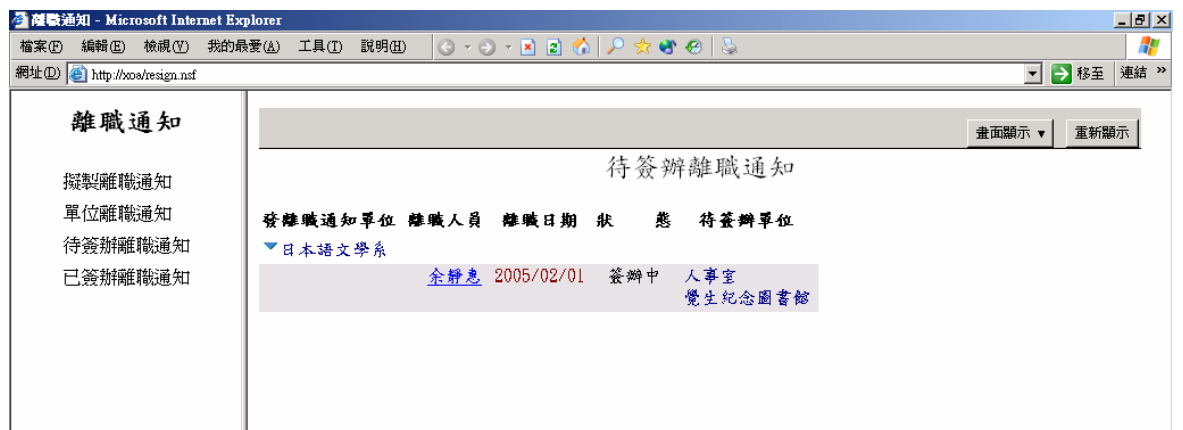 離職通知 - Microsoft Internet Explorer
檔案(F) 編輯(E) 檢視(V) 我的最愛(A) 工具(T) 說明(H)
網址(D) http://xoa/resign.nsf 移至 連結 »
離職通知
擬製離職通知
單位離職通知
待簽辦離職通知
已簽辦離職通知
畫面顯示 ▼ 重新顯示
待簽辦離職通知
發離職通知單位 離職人員 離職日期 狀 態 待簽辦單位
日本語文學系
余靜惠 2005/02/01 簽辦中 人事室
覺生紀念圖書館